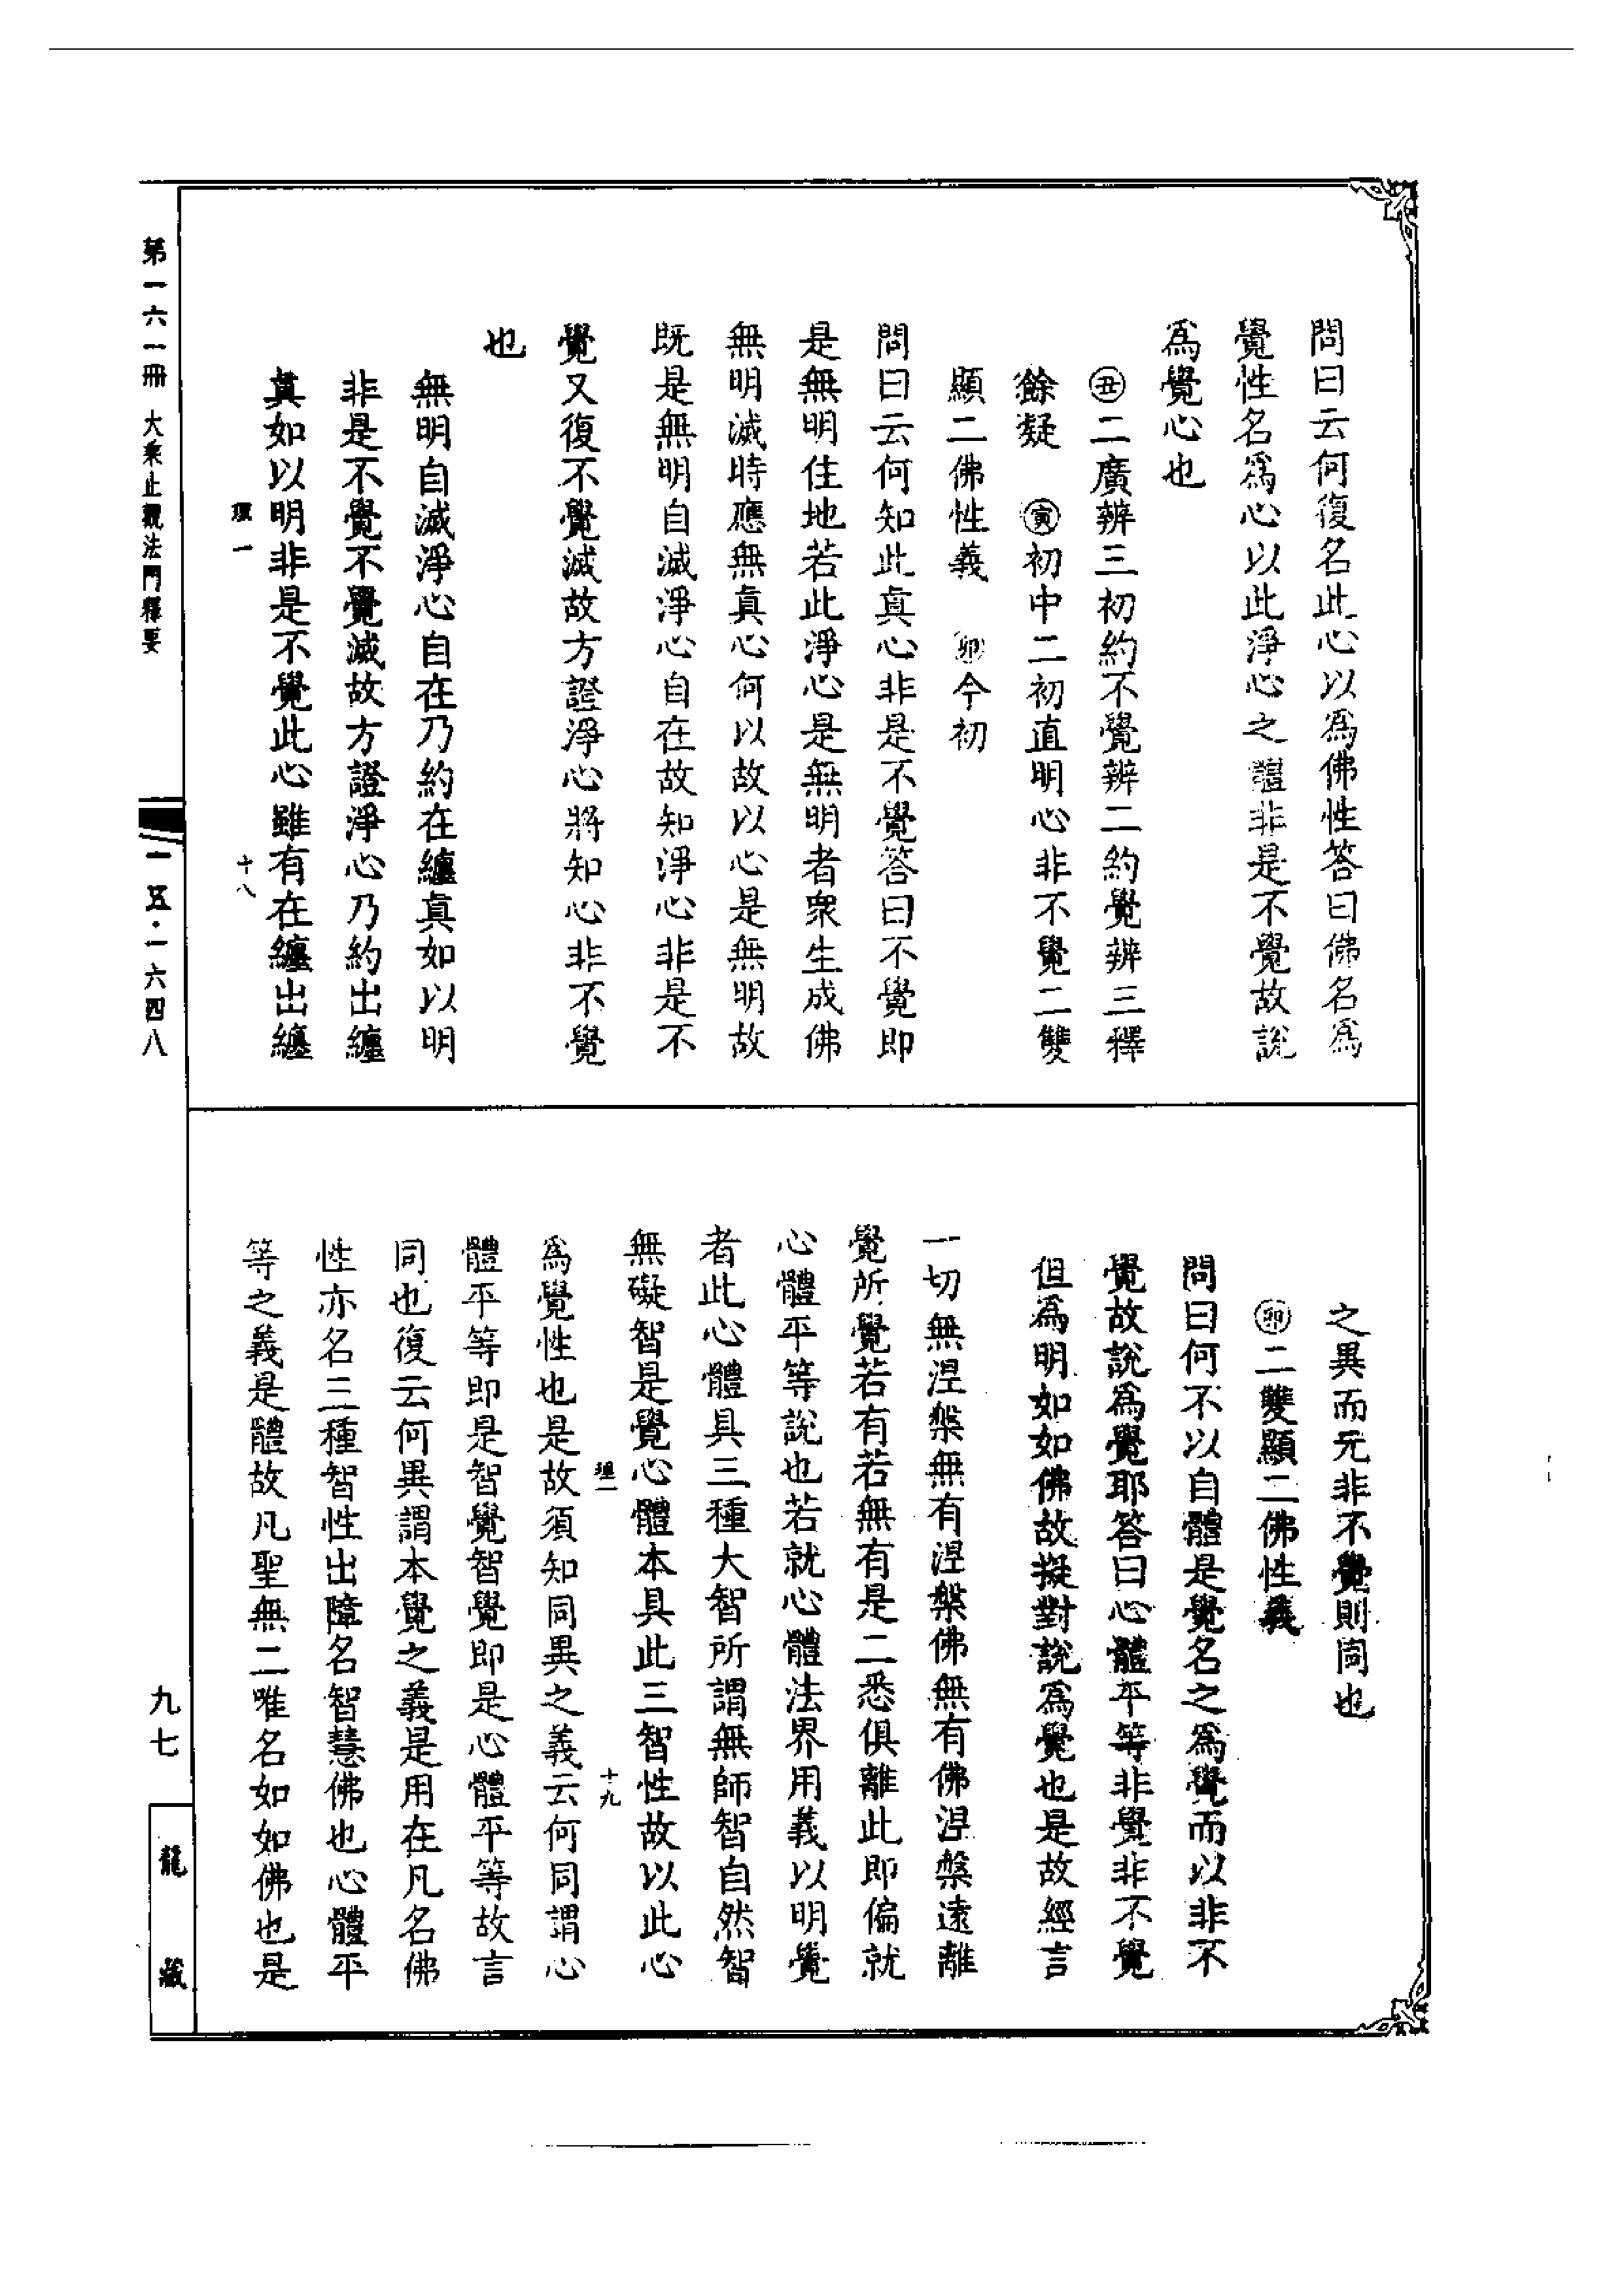 問曰云何復名此心以爲佛性答曰佛名爲
覺性名爲心以此淨心之體非是不覺故說
爲覺心也
㊄二廣辨三初約不覺辨二約覺辨三釋
餘疑　寅初中二初直明心非不覺二雙
顯二佛性義　卯今初
問曰云何知此真心非是不覺答曰不覺即
是無明住地若此淨心是無明者衆生成佛
無明滅時應無真心何以故以心是無明故
既是無明自滅淨心自在故知淨心非是不
覺又復不覺滅故方證淨心將知心非不覺
也
無明自滅淨心自在乃約在纏真如以明
非是不覺不覺滅故方證淨心乃約出纏
真如以明非是不覺此心雖有在纏出纏
十八
之異而元非不覺則同也
卯二雙顯二佛性義
問曰何不以自體是覺名之爲覺而以非不
覺故說爲覺耶答曰心體平等非覺非不覺
但爲明如如佛故擬對說爲覺也是故經言
一切無涅槃無有涅槃佛無有佛涅槃遠離
覺所覺若有若無有是二悉俱離此即偏就
心體平等說也若就心體法界用義以明覺
者此心體具三種大智所謂無師智自然智
無礙智是覺心體本具此三智性故以此心
十九
爲覺性也是故須知同異之義云何同謂心
體平等即是智覺智覺即是心體平等故言
同也復云何異謂本覺之義是用在凡名佛
性亦名三種智性出障名智慧佛也心體平
等之義是體故凡聖無二唯名如如佛也是
第一六一冊　大乘止觀法門釋要
一五·一六四八
九七
龍藏